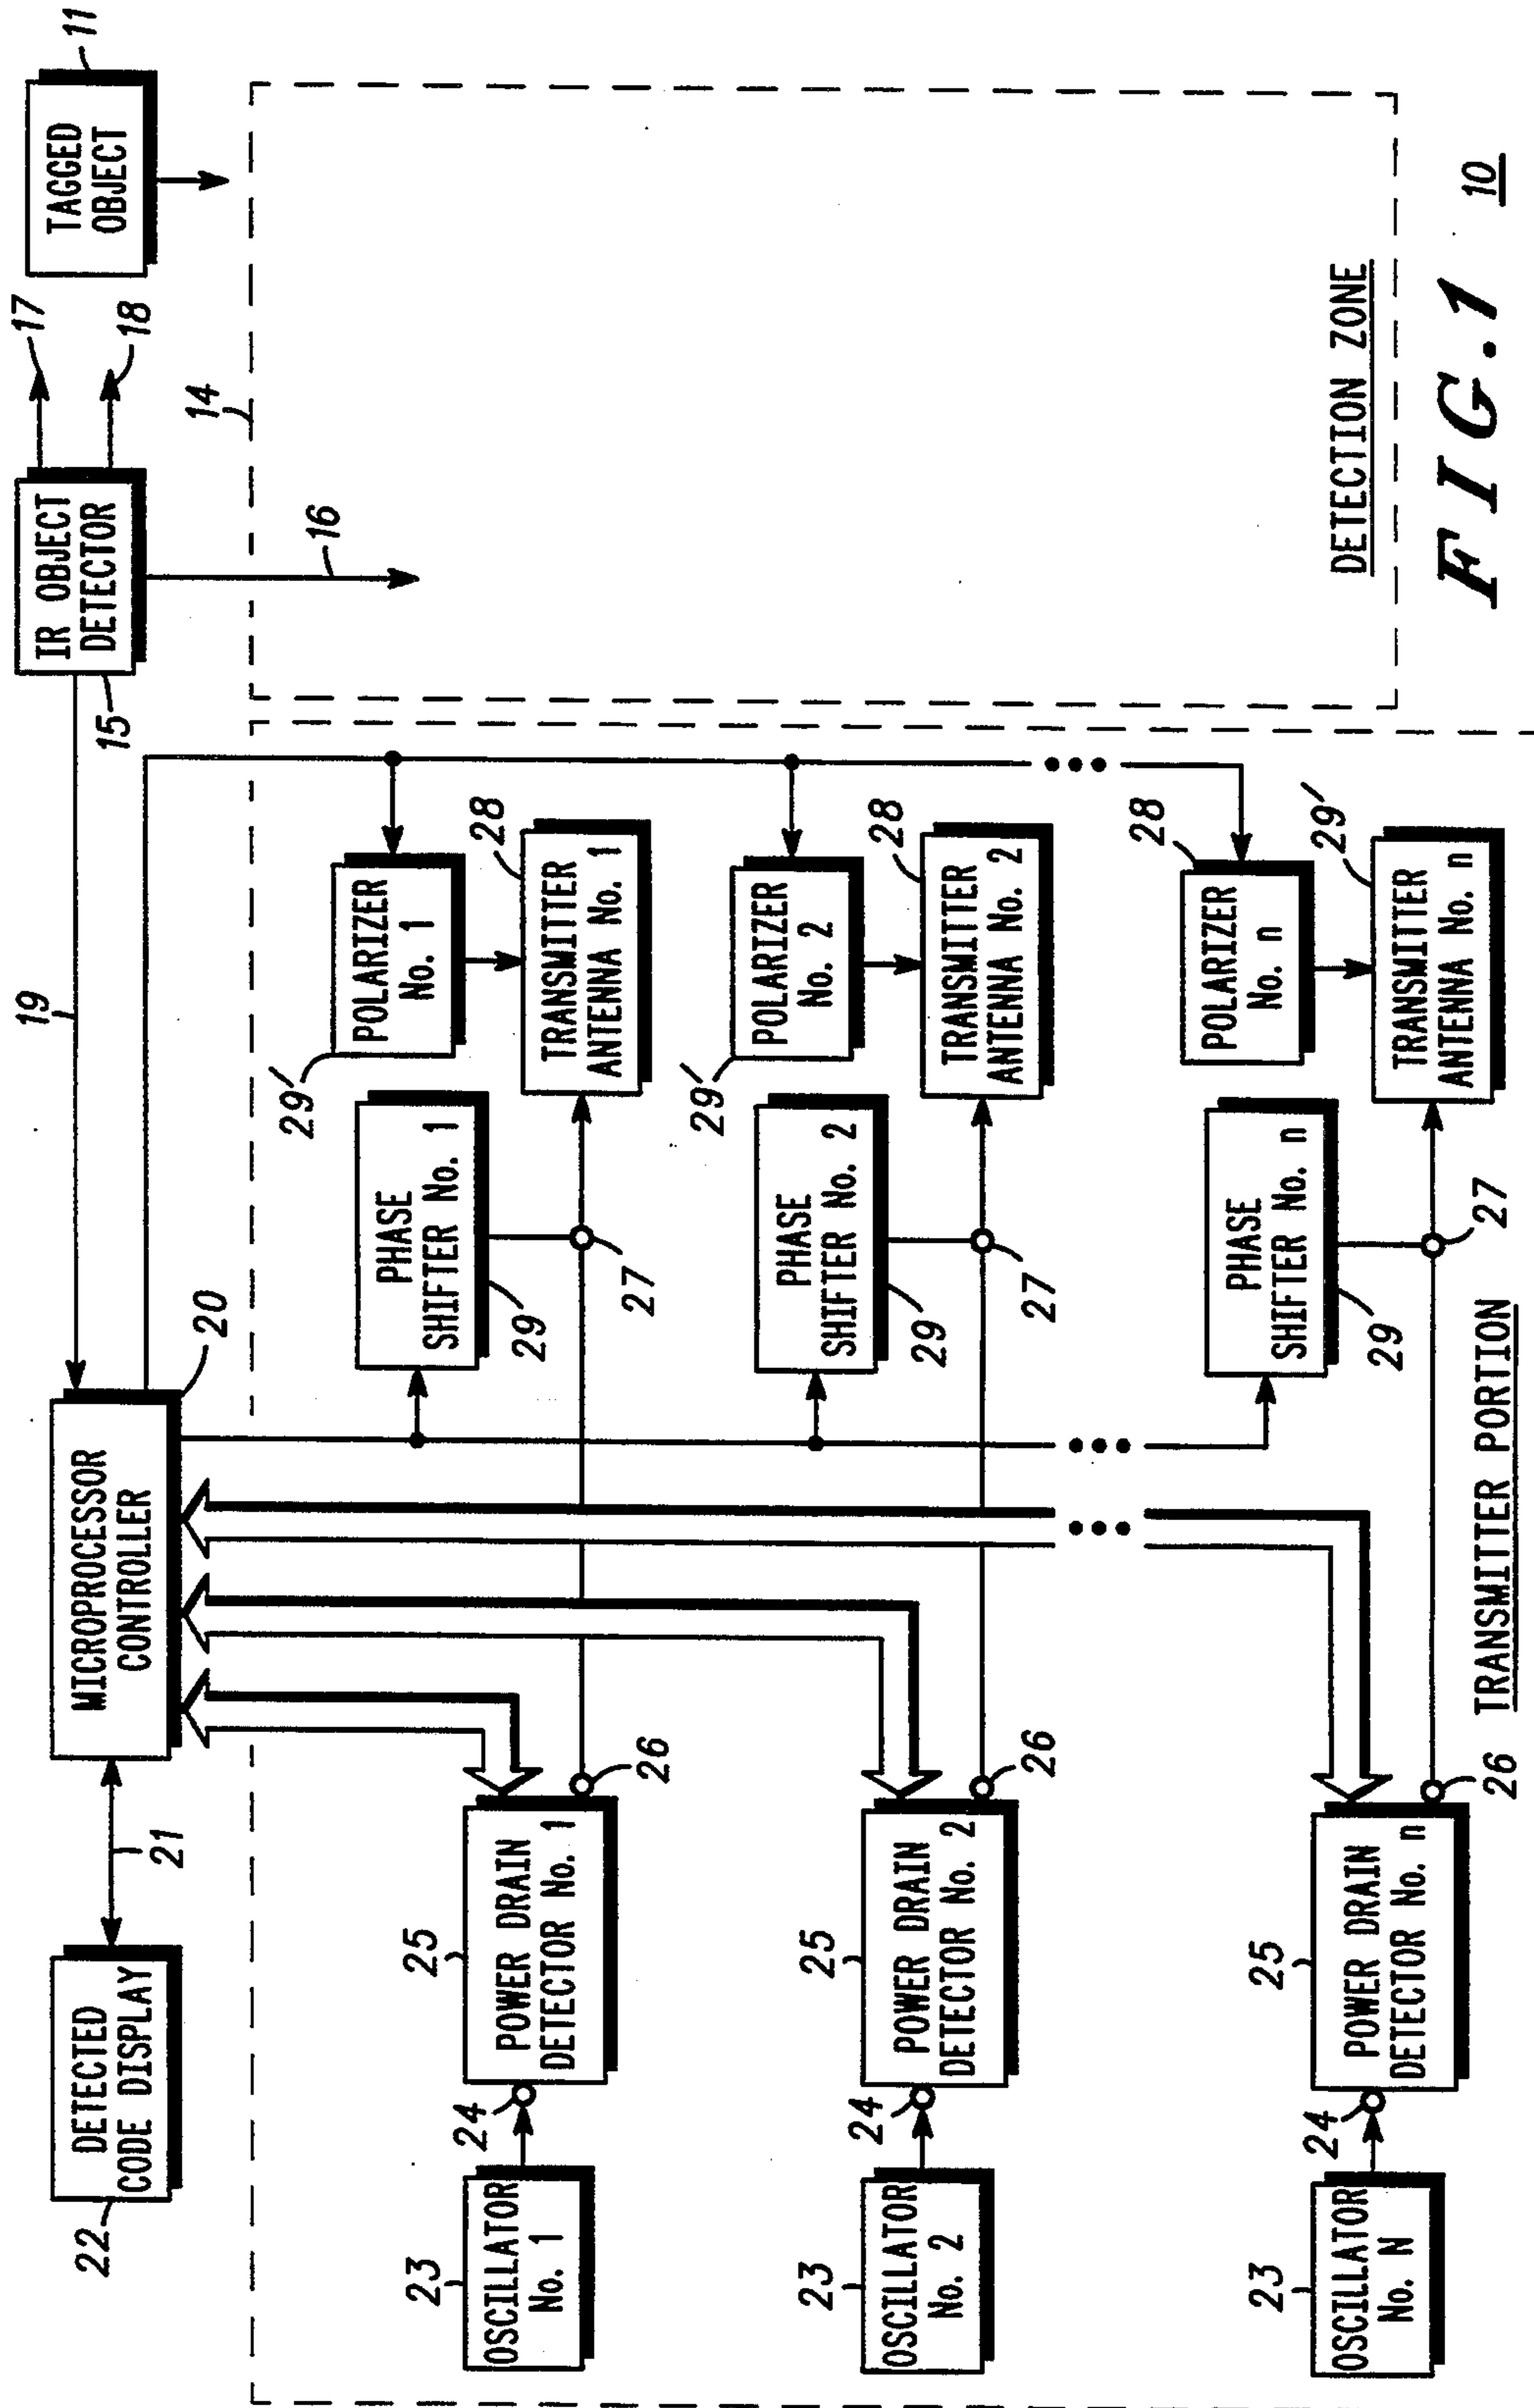 DETECTED
CODE DISPLAY
22
21
MICROPROCESSOR
CONTROLLER
20
19
IR OBJECT
DETECTOR
15
16
17
18
TAGGED
OBJECT
11
14
OSCILLATOR
No. 1
23
24
POWER DRAIN
DETECTOR No. 1
25
26
PHASE
SHIFTER No. 1
29
27
POLARIZER
No. 1
29'
TRANSMITTER
ANTENNA No. 1
28
OSCILLATOR
No. 2
23
24
POWER DRAIN
DETECTOR No. 2
25
26
PHASE
SHIFTER No. 2
29
27
POLARIZER
No. 2
29'
TRANSMITTER
ANTENNA No. 2
28
OSCILLATOR
No. N
23
24
POWER DRAIN
DETECTOR No. n
25
26
PHASE
SHIFTER No. n
29
27
POLARIZER
No. n
28
TRANSMITTER
ANTENNA No. n
29'
TRANSMITTER PORTION
DETECTION ZONE
FIG.1
10